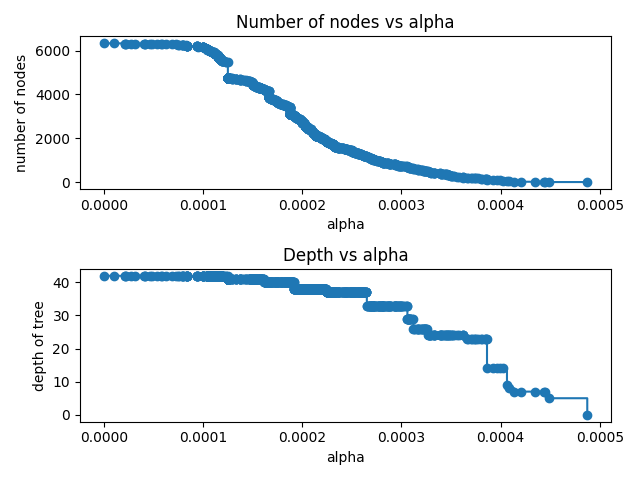 Number of nodes vs alpha
number of nodes
6000
4000
2000
0
0.0000 0.0001 0.0002 0.0003 0.0004 0.0005
alpha
Depth vs alpha
depth of tree
40
30
20
10
0
0.0000 0.0001 0.0002 0.0003 0.0004 0.0005
alpha